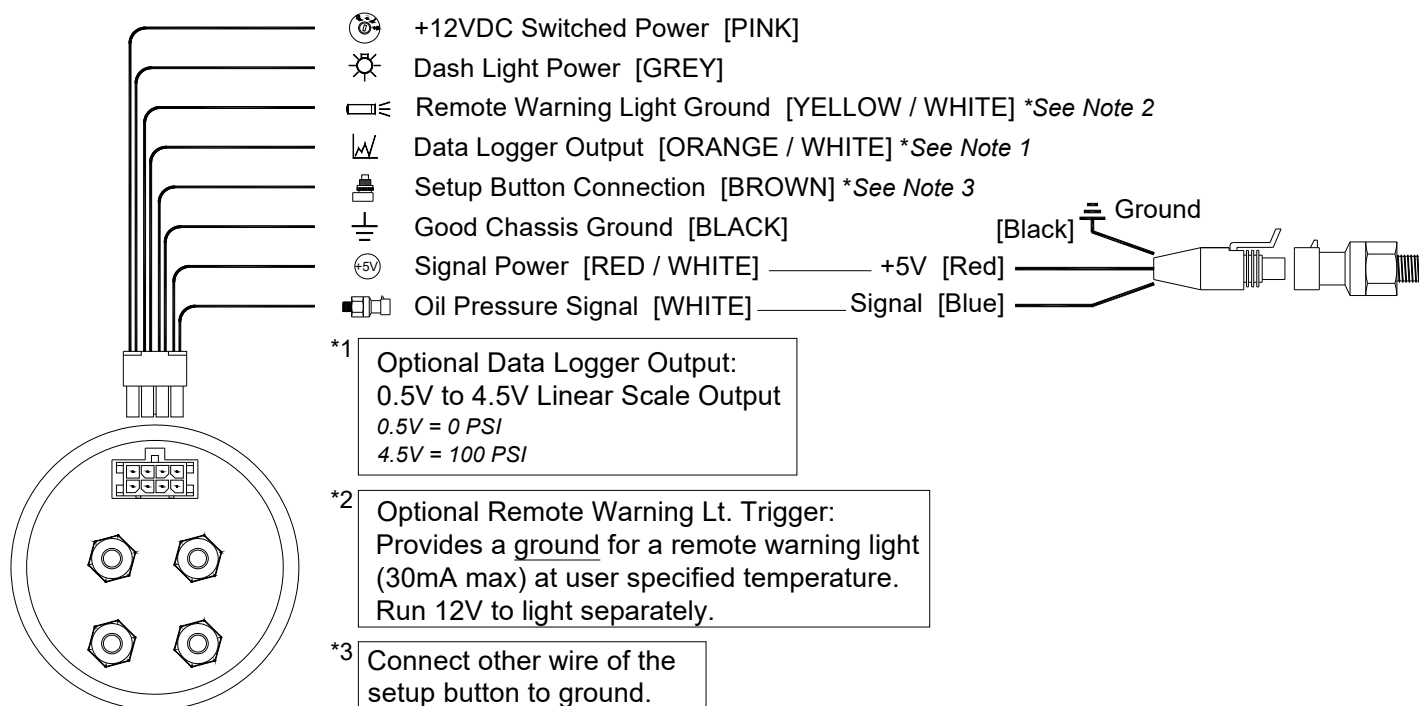 +12VDC Switched Power [PINK]
Dash Light Power [GREY]
Remote Warning Light Ground [YELLOW / WHITE] *See Note 2
Data Logger Output [ORANGE / WHITE] *See Note 1
Setup Button Connection [BROWN] *See Note 3
Good Chassis Ground [BLACK]
[Black] Ground
+5V Signal Power [RED / WHITE] +5V [Red]
Oil Pressure Signal [WHITE] Signal [Blue]
*1
Optional Data Logger Output:
0.5V to 4.5V Linear Scale Output
0.5V = 0 PSI
4.5V = 100 PSI
*2
Optional Remote Warning Lt. Trigger:
Provides a ground for a remote warning light
(30mA max) at user specified temperature.
Run 12V to light separately.
*3
Connect other wire of the
setup button to ground.